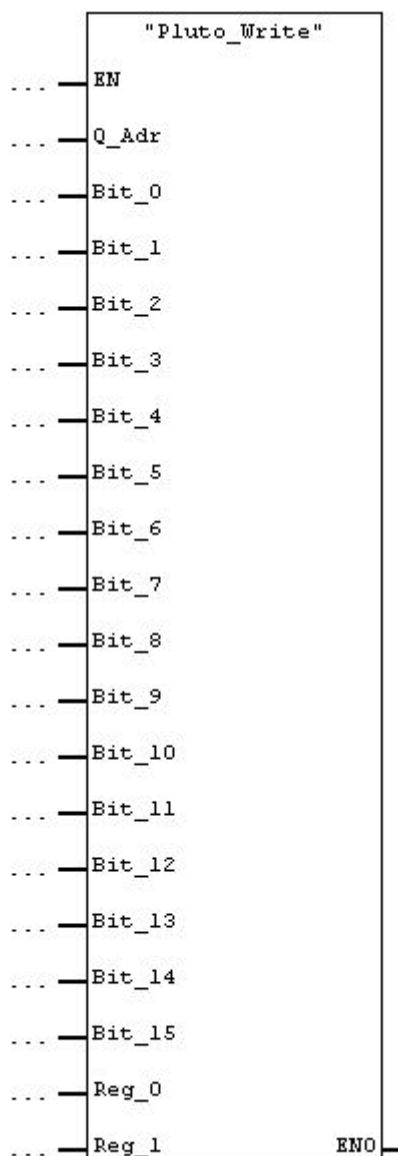 "Pluto_Write"
... EN
... Q_Adr
... Bit_0
... Bit_1
... Bit_2
... Bit_3
... Bit_4
... Bit_5
... Bit_6
... Bit_7
... Bit_8
... Bit_9
... Bit_10
... Bit_11
... Bit_12
... Bit_13
... Bit_14
... Bit_15
... Reg_0
... Reg_1 ENO